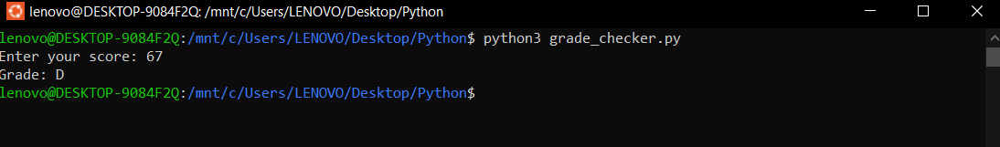 lenovo@DESKTOP-9084F2Q: /mnt/c/Users/LENOVO/Desktop/Python
lenovo@DESKTOP-9084F2Q:/mnt/c/Users/LENOVO/Desktop/Python$ python3 grade_checker.py
Enter your score: 67
Grade: D
lenovo@DESKTOP-9084F2Q:/mnt/c/Users/LENOVO/Desktop/Python$